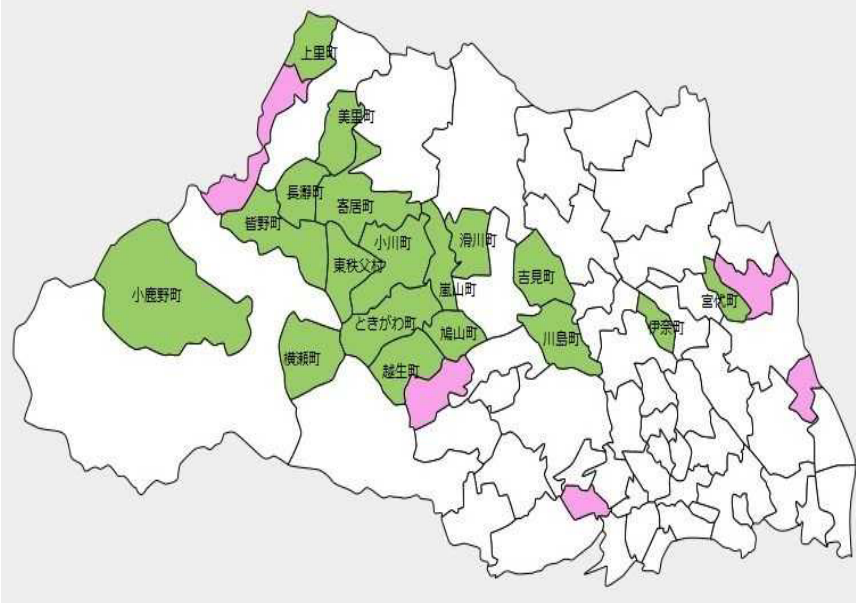 上里町
美里町
長瀞町
寄居町
皆野町
小川町
滑川町
東秩父村
吉見町
嵐山町
小鹿野町
宮代町
ときがわ町
鳩山町
伊奈町
川島町
横瀬町
越生町